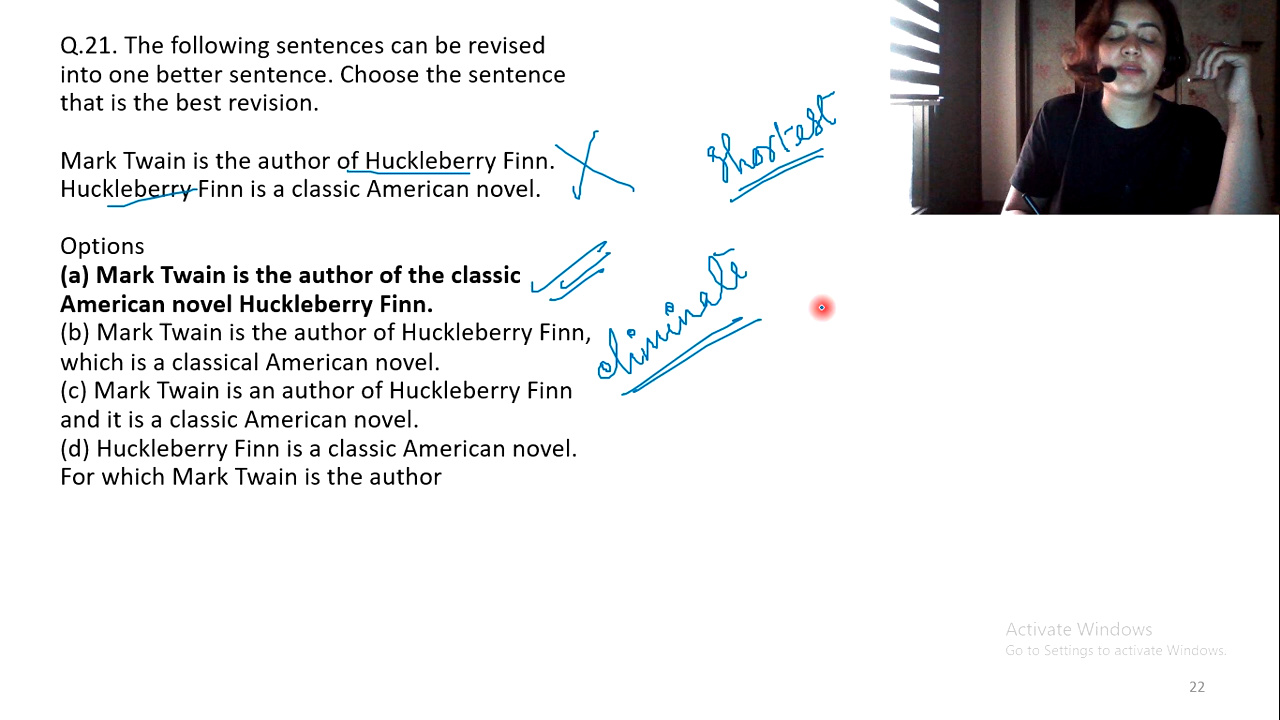 Q.21. The following sentences can be revised
into one better sentence. Choose the sentence
that is the best revision.
Mark Twain is the author of Huckleberry Finn.
Huckleberry Finn is a classic American novel.
shortest
Options
(a) Mark Twain is the author of the classic
American novel Huckleberry Finn.
(b) Mark Twain is the author of Huckleberry Finn,
which is a classical American novel.
(c) Mark Twain is an author of Huckleberry Finn
and it is a classic American novel.
(d) Huckleberry Finn is a classic American novel.
For which Mark Twain is the author
eliminate
Activate Windows
Go to Settings to activate Windows.
22